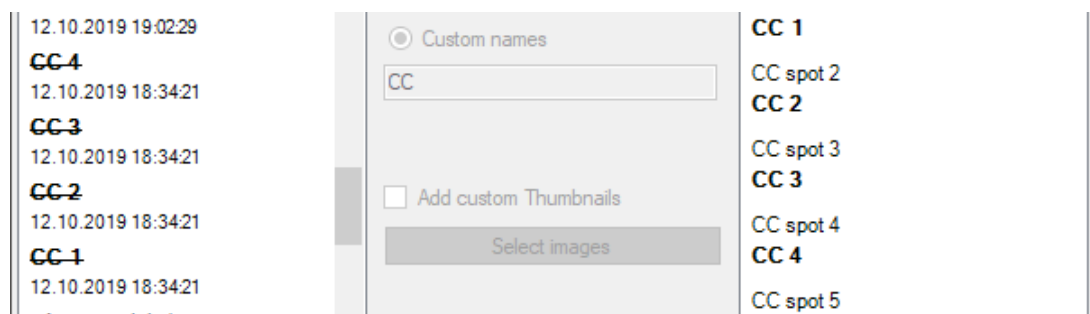 12.10.2019 19:02:29
CC 4
12.10.2019 18:34:21
CC 3
12.10.2019 18:34:21
CC 2
12.10.2019 18:34:21
CC 1
12.10.2019 18:34:21
Custom names
CC
Add custom Thumbnails
Select images
CC 1
CC spot 2
CC 2
CC spot 3
CC 3
CC spot 4
CC 4
CC spot 5